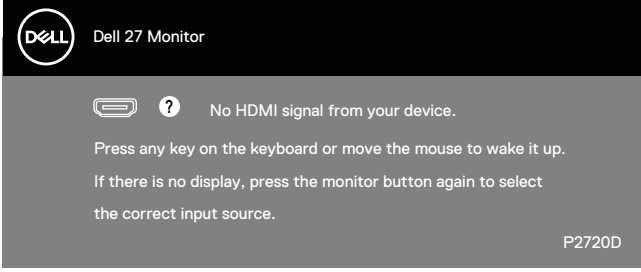 DELL Dell 27 Monitor
? No HDMI signal from your device.
Press any key on the keyboard or move the mouse to wake it up.
If there is no display, press the monitor button again to select
the correct input source.
P2720D